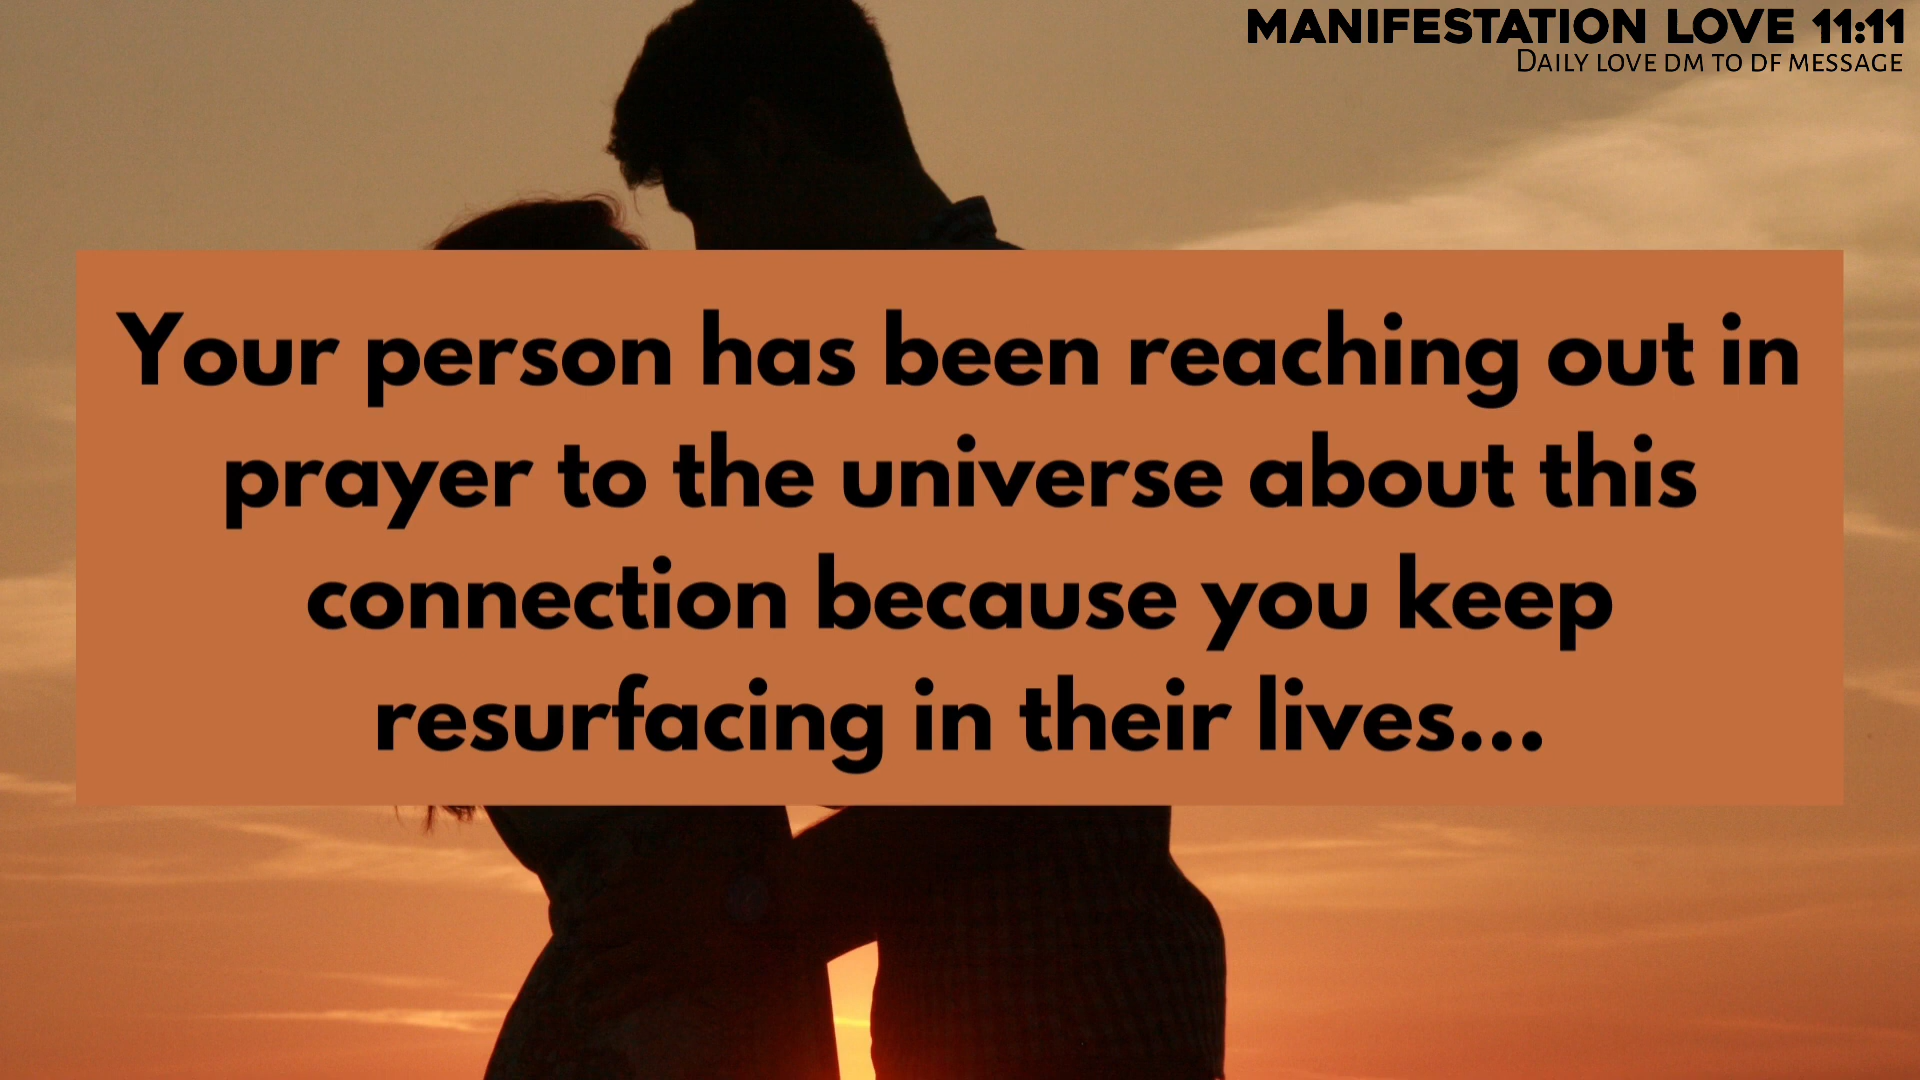 MANIFESTATION LOVE 11:11
DAILY LOVE DM TO DF MESSAGE
Your person has been reaching out in
prayer to the universe about this
connection because you keep
resurfacing in their lives...